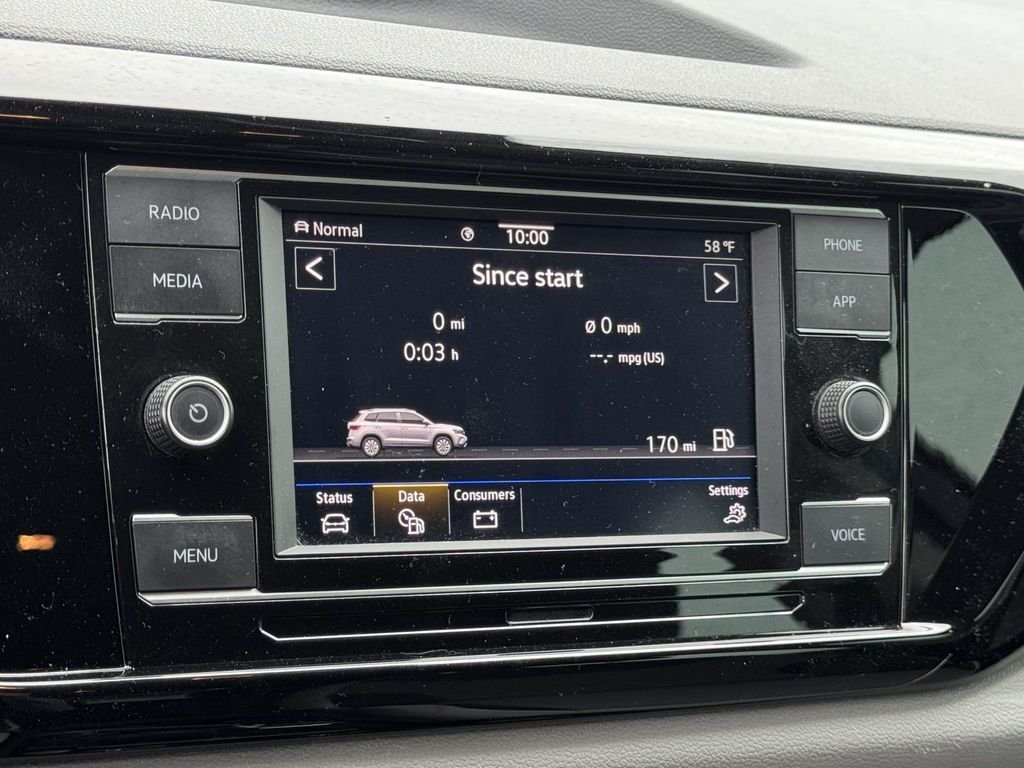 RADIO
MEDIA
MENU
Normal
10:00
58 °F
<
Since start
>
0 mi
Ø 0 mph
0:03 h
--.- mpg (US)
170 mi
Status
Data
Consumers
Settings
PHONE
APP
VOICE